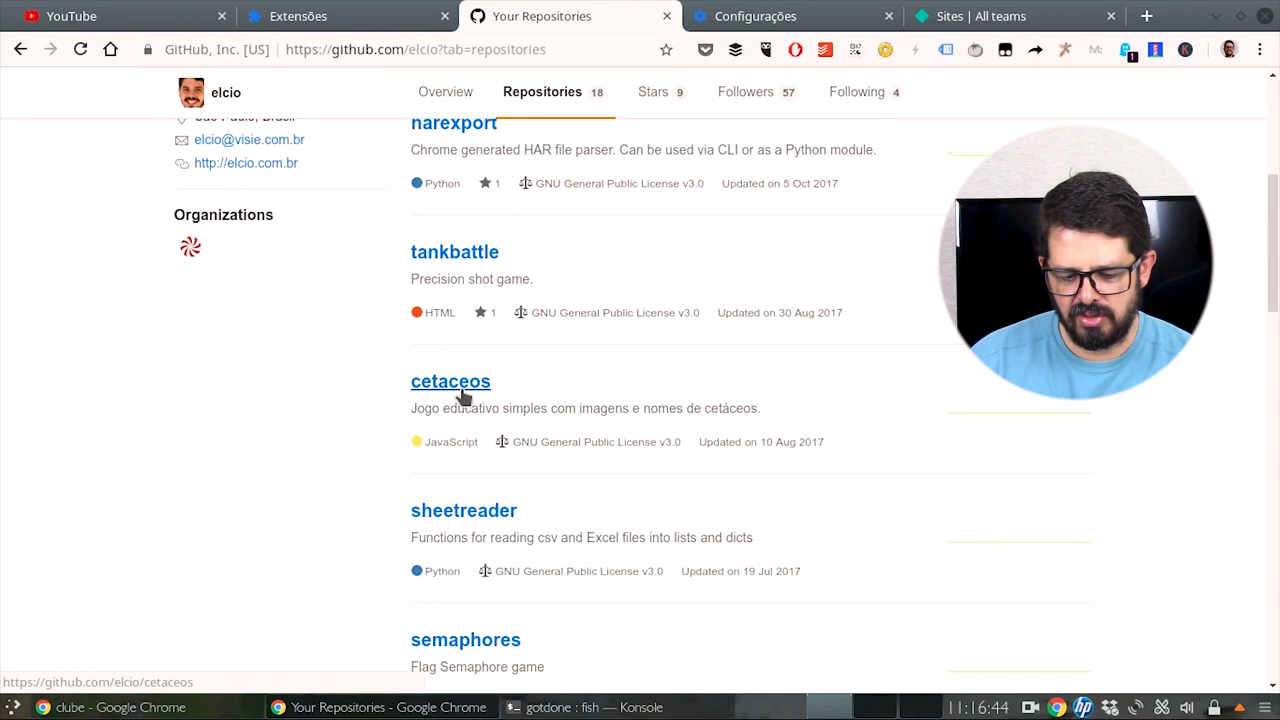 YouTube
Extensões
Your Repositories
Configurações
Sites | All teams
GitHub, Inc. [US]
https://github.com/elcio?tab=repositories
1
elcio
Overview
Repositories 18
Stars 9
Followers 57
Following 4
São Paulo, Brasil
elcio@visie.com.br
http://elcio.com.br
Organizations
harexport
Chrome generated HAR file parser. Can be used via CLI or as a Python module.
Python 1 GNU General Public License v3.0 Updated on 5 Oct 2017
tankbattle
Precision shot game.
HTML 1 GNU General Public License v3.0 Updated on 30 Aug 2017
cetaceos
Jogo educativo simples com imagens e nomes de cetáceos.
JavaScript GNU General Public License v3.0 Updated on 10 Aug 2017
sheetreader
Functions for reading csv and Excel files into lists and dicts
Python GNU General Public License v3.0 Updated on 19 Jul 2017
semaphores
Flag Semaphore game
https://github.com/elcio/cetaceos
clube - Google Chrome
Your Repositories - Google Chrome
gotdone : fish — Konsole
11:16:44